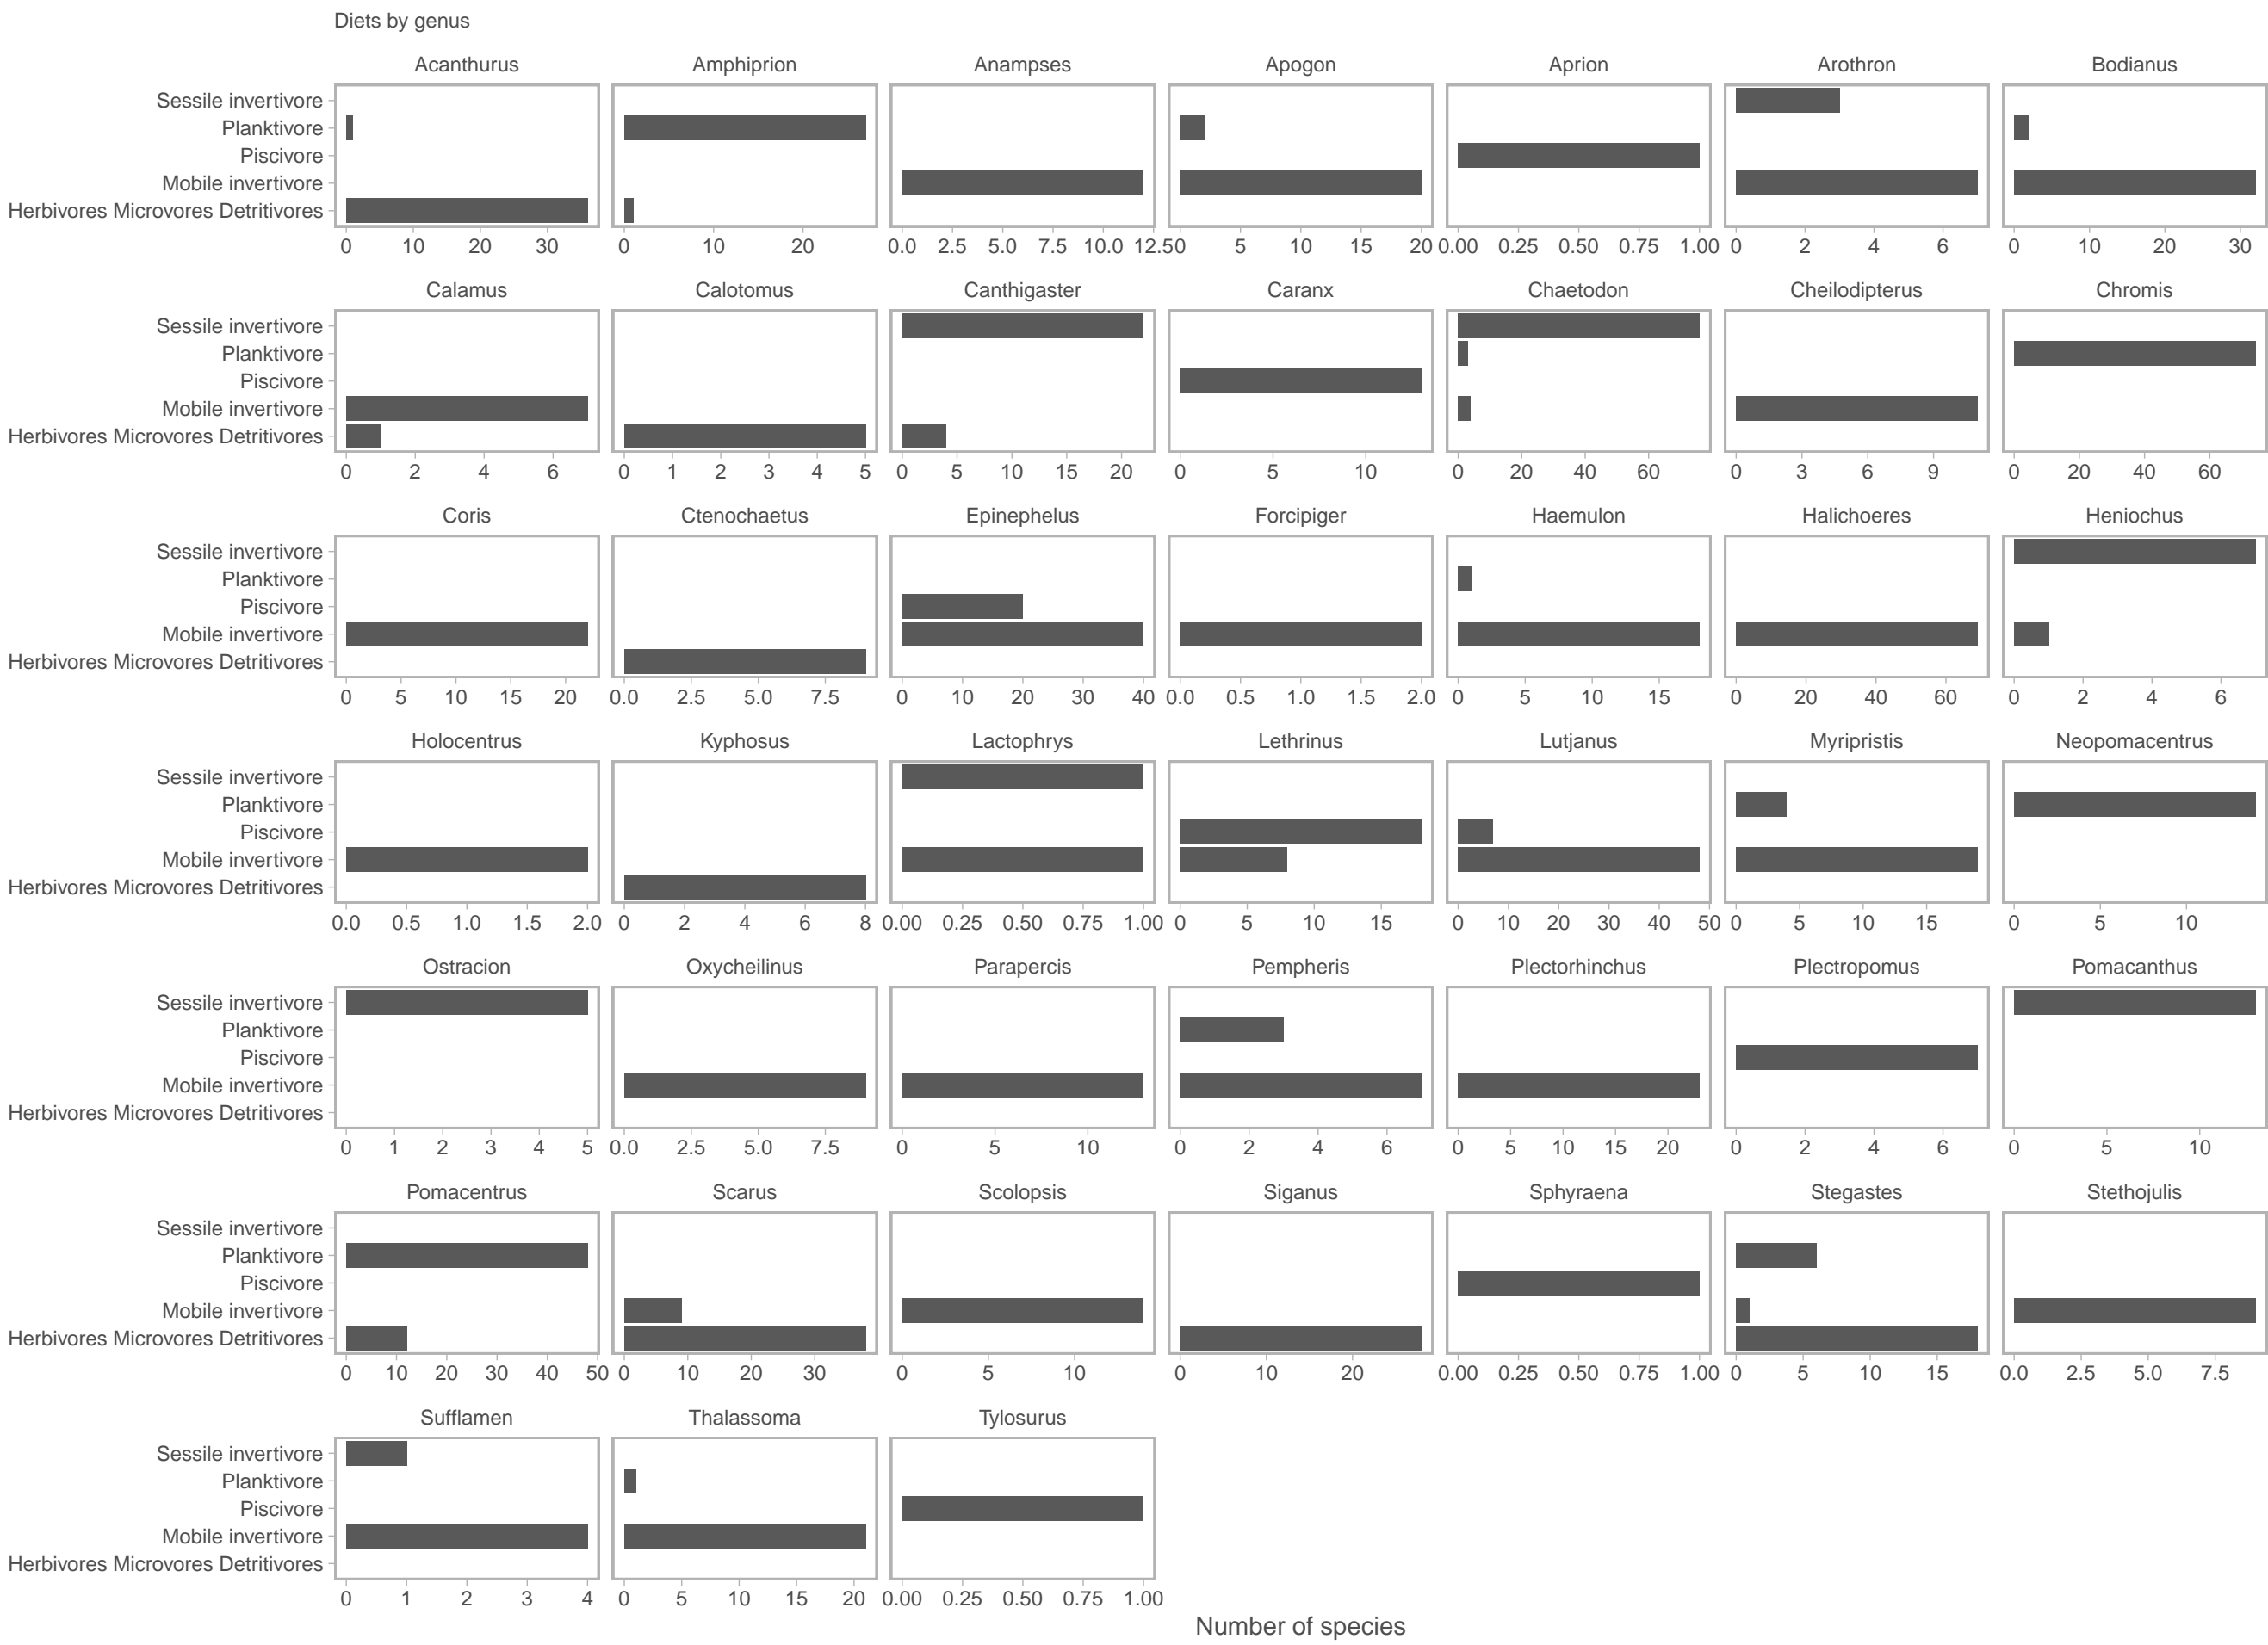 Diets by genus
Acanthurus Amphiprion Anampses Apogon Aprion Arothron Bodianus
Sessile invertivore
Planktivore
Piscivore
Mobile invertivore
Herbivores Microvores Detritivores
0 10 20 30 0 10 20 0.0 2.5 5.0 7.5 10.0 12.5 0 5 10 15 20 0.00 0.25 0.50 0.75 1.00 0 2 4 6 0 10 20 30
Calamus Calotomus Canthigaster Caranx Chaetodon Cheilodipterus Chromis
Sessile invertivore
Planktivore
Piscivore
Mobile invertivore
Herbivores Microvores Detritivores
0 2 4 6 0 1 2 3 4 5 0 5 10 15 20 0 5 10 0 20 40 60 0 3 6 9 0 20 40 60
Coris Ctenochaetus Epinephelus Forcipiger Haemulon Halichoeres Heniochus
Sessile invertivore
Planktivore
Piscivore
Mobile invertivore
Herbivores Microvores Detritivores
0 5 10 15 20 0.0 2.5 5.0 7.5 0 10 20 30 40 0.0 0.5 1.0 1.5 2.0 0 5 10 15 0 20 40 60 0 2 4 6
Holocentrus Kyphosus Lactophrys Lethrinus Lutjanus Myripristis Neopomacentrus
Sessile invertivore
Planktivore
Piscivore
Mobile invertivore
Herbivores Microvores Detritivores
0.0 0.5 1.0 1.5 2.0 0 2 4 6 8 0.00 0.25 0.50 0.75 1.00 0 5 10 15 0 10 20 30 40 50 0 5 10 15 0 5 10
Ostracion Oxycheilinus Parapercis Pempheris Plectorhinchus Plectropomus Pomacanthus
Sessile invertivore
Planktivore
Piscivore
Mobile invertivore
Herbivores Microvores Detritivores
0 1 2 3 4 5 0.0 2.5 5.0 7.5 0 5 10 0 2 4 6 0 5 10 15 20 0 2 4 6 0 5 10
Pomacentrus Scarus Scolopsis Siganus Sphyraena Stegastes Stethojulis
Sessile invertivore
Planktivore
Piscivore
Mobile invertivore
Herbivores Microvores Detritivores
0 10 20 30 40 50 0 10 20 30 0 5 10 0 10 20 0.00 0.25 0.50 0.75 1.00 0 5 10 15 0.0 2.5 5.0 7.5
Sufflamen Thalassoma Tylosurus
Sessile invertivore
Planktivore
Piscivore
Mobile invertivore
Herbivores Microvores Detritivores
0 1 2 3 4 0 5 10 15 20 0.00 0.25 0.50 0.75 1.00
Number of species